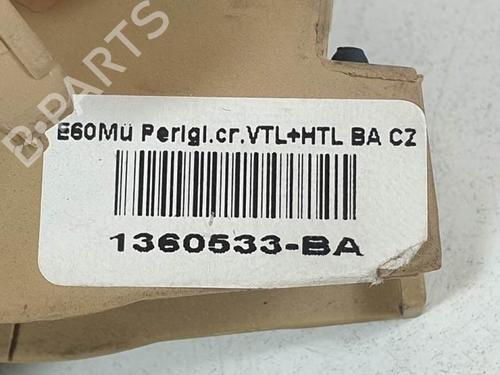 B-PARTS
E60Mü Perlgl.cr.VTL+HTL BA CZ
1360533-BA